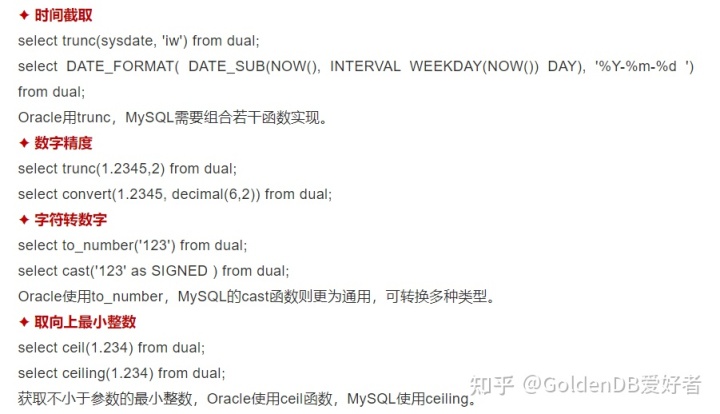 ✦ 时间截取
select trunc(sysdate, 'iw') from dual;
select DATE_FORMAT( DATE_SUB(NOW(), INTERVAL WEEKDAY(NOW()) DAY), '%Y-%m-%d ')
from dual;
Oracle用trunc，MySQL需要组合若干函数实现。
✦ 数字精度
select trunc(1.2345,2) from dual;
select convert(1.2345, decimal(6,2)) from dual;
✦ 字符转数字
select to_number('123') from dual;
select cast('123' as SIGNED ) from dual;
Oracle使用to_number，MySQL的cast函数则更为通用，可转换多种类型。
✦ 取向上最小整数
select ceil(1.234) from dual;
select ceiling(1.234) from dual;
获取不小于参数的最小整数，Oracle使用ceil函数，MySQL使用ceiling。
知乎 @GoldenDB爱好者